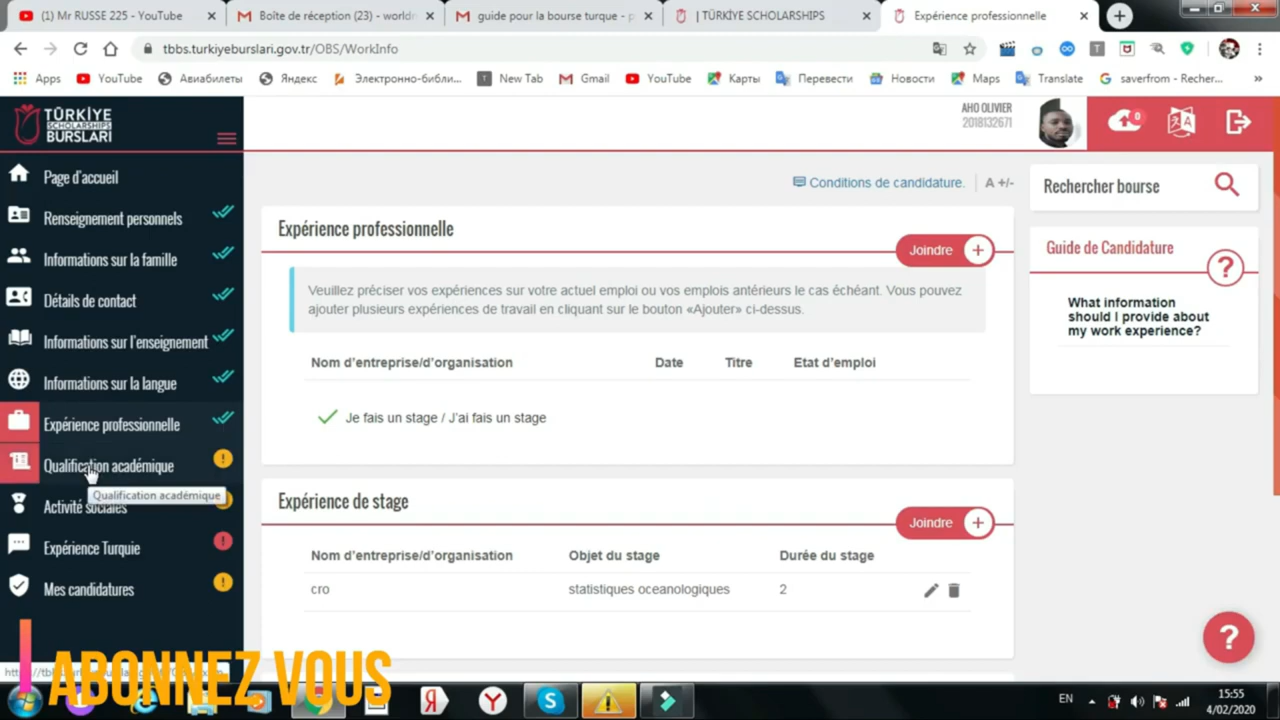 (1) Mr RUSSE 225 - YouTube
Boîte de réception (23) - worldr
guide pour la bourse turque - p
| TÜRKİYE SCHOLARSHIPS
Expérience professionnelle
tbbs.turkiyeburslari.gov.tr/OBS/WorkInfo
Apps
YouTube
Авиабилеты
Яндекс
Электронно-библи...
New Tab
Gmail
YouTube
Карты
Перевести
Новости
Maps
Translate
saverfrom - Recher...
»
TÜRKİYE
SCHOLARSHIPS
BURSLARI
AHO OLIVIER
2018132671
0
Page d'accueil
Renseignement personnels
Informations sur la famille
Détails de contact
Informations sur l'enseignement
Informations sur la langue
Expérience professionnelle
Qualification académique
Qualification académique
Activité sociales
Expérience Turquie
Mes candidatures
Conditions de candidature.
A +/-
Expérience professionnelle
Joindre +
Veuillez préciser vos expériences sur votre actuel emploi ou vos emplois antérieurs le cas échéant. Vous pouvez
ajouter plusieurs expériences de travail en cliquant sur le bouton «Ajouter» ci-dessus.
Nom d'entreprise/d'organisation Date Titre Etat d'emploi
Je fais un stage / J'ai fais un stage
Expérience de stage
Joindre +
Nom d'entreprise/d'organisation Objet du stage Durée du stage
cro statistiques oceanologiques 2
Rechercher bourse
Guide de Candidature
?
What information
should I provide about
my work experience?
?
ABONNEZ VOUS
EN
15:55
4/02/2020